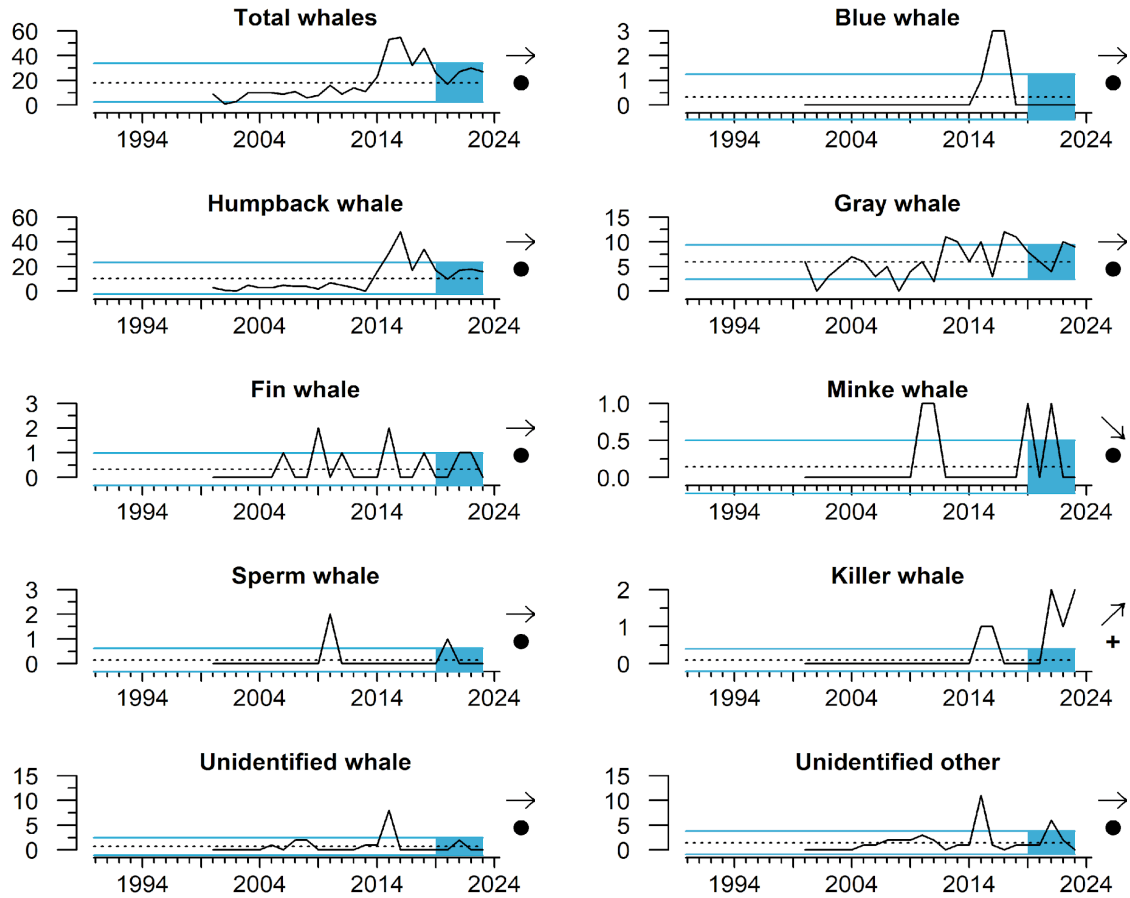 Total whales
60
40
20
0
1994 2004 2014 2024
Blue whale
3
2
1
0
1994 2004 2014 2024
Humpback whale
60
40
20
0
1994 2004 2014 2024
Gray whale
15
10
5
0
1994 2004 2014 2024
Fin whale
3
2
1
0
1994 2004 2014 2024
Minke whale
1.0
0.5
0.0
1994 2004 2014 2024
Sperm whale
3
2
1
0
1994 2004 2014 2024
Killer whale
2
1
0
+
1994 2004 2014 2024
Unidentified whale
15
10
5
0
1994 2004 2014 2024
Unidentified other
15
10
5
0
1994 2004 2014 2024